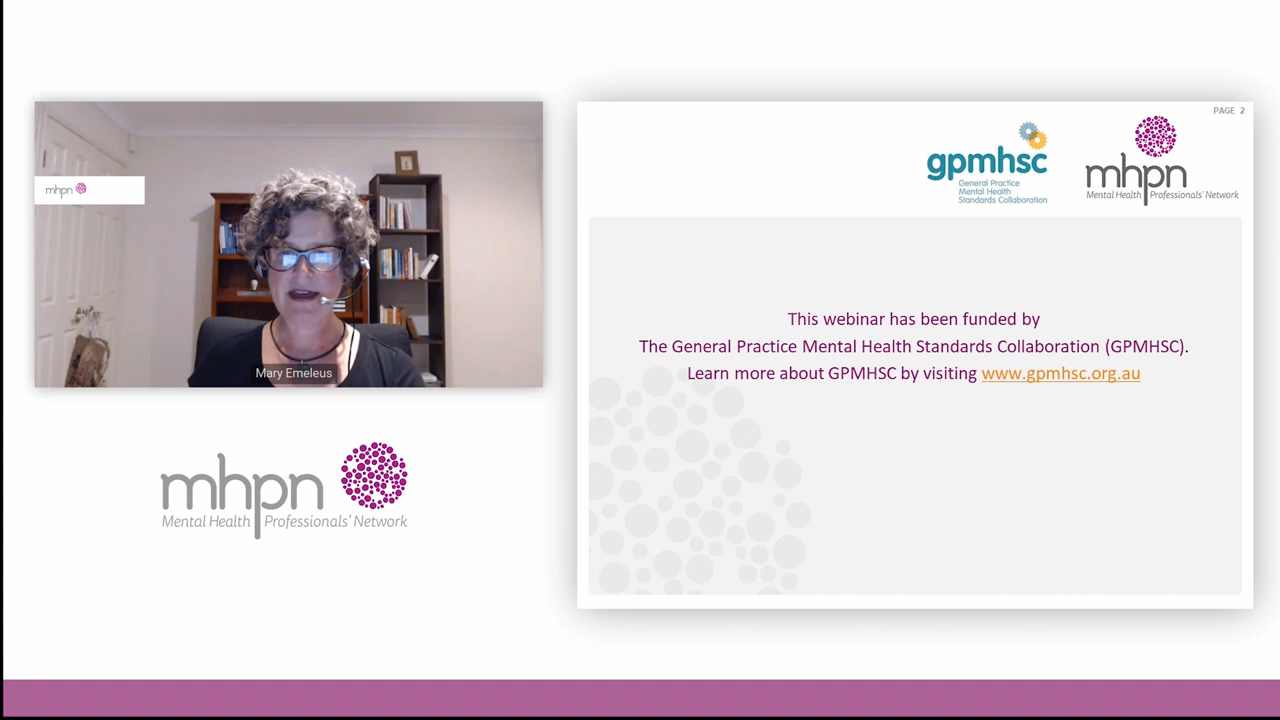 mhpn
Mary Emeleus
mhpn
Mental Health Professionals' Network
PAGE 2
gpmhsc
General Practice
Mental Health
Standards Collaboration
mhpn
Mental Health Professionals' Network
This webinar has been funded by
The General Practice Mental Health Standards Collaboration (GPMHSC).
Learn more about GPMHSC by visiting www.gpmhsc.org.au